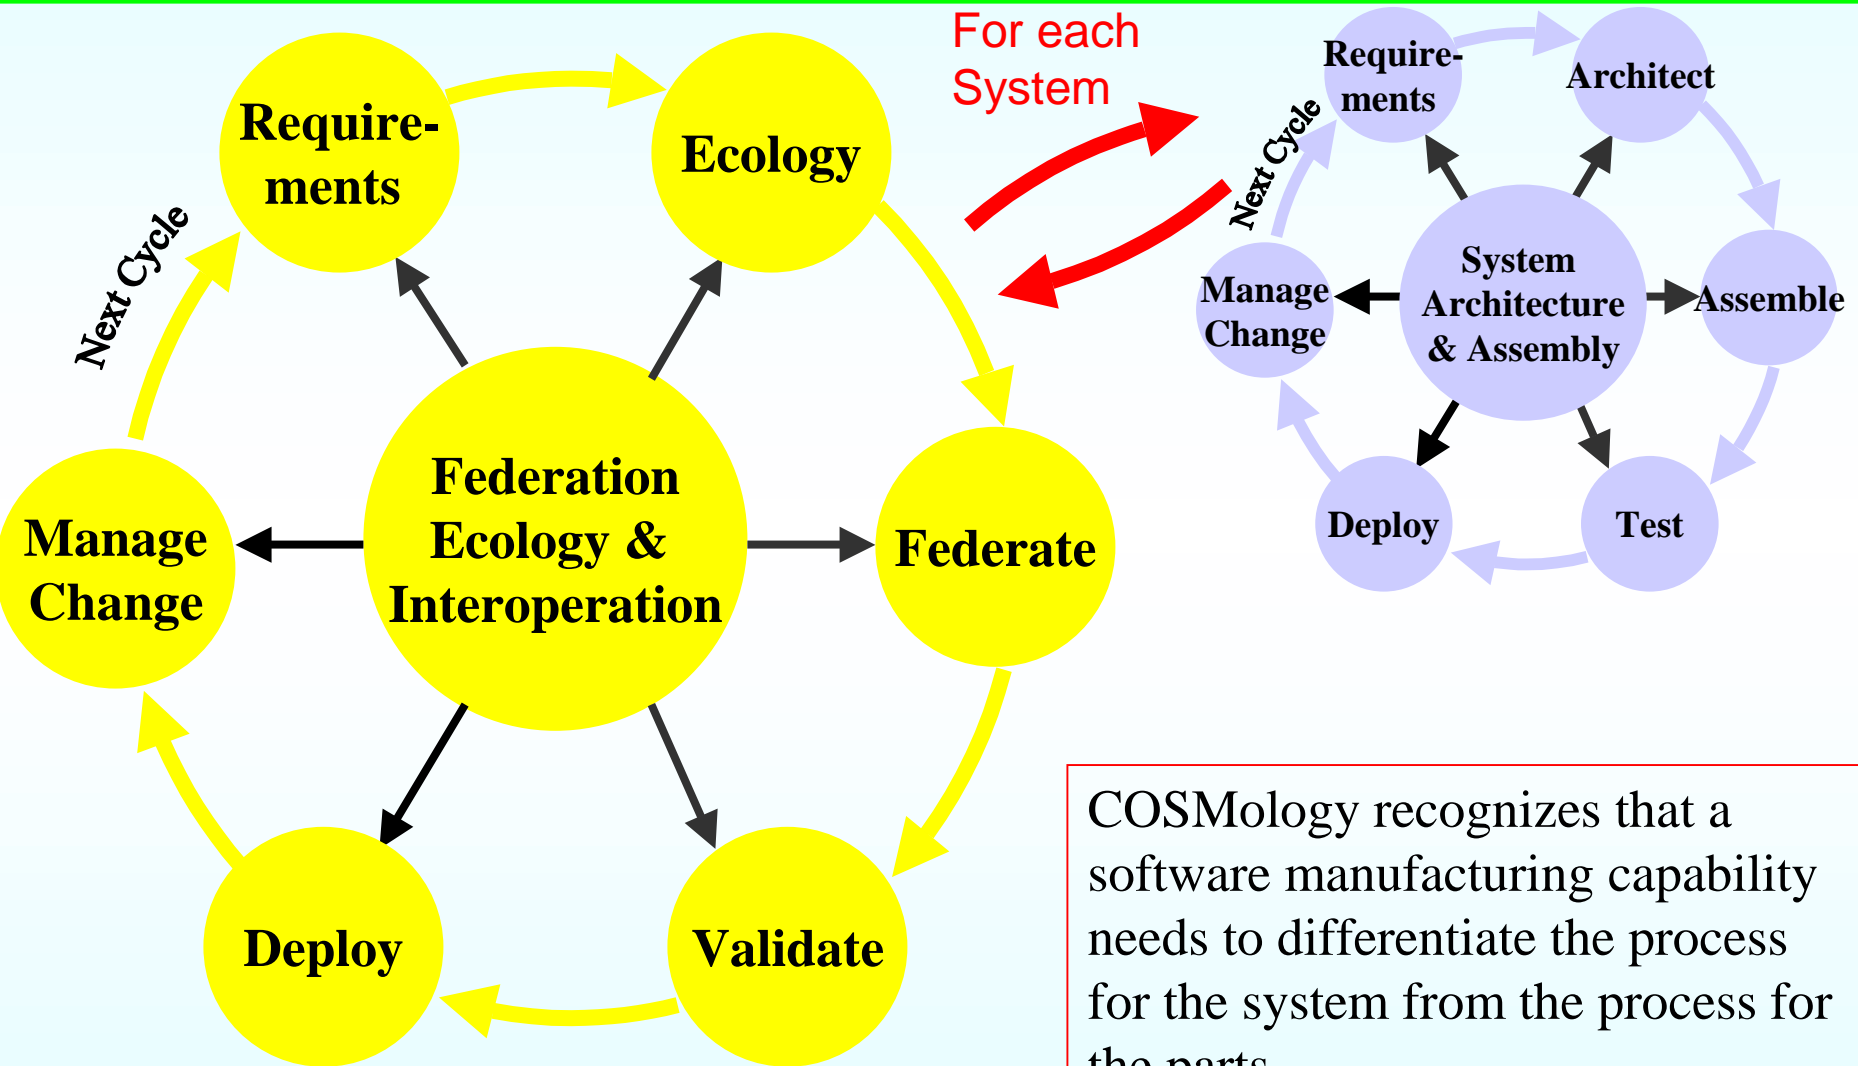 For each
System
Require-
ments
Ecology
Next Cycle
Federation
Ecology &
Interoperation
Federate
Manage
Change
Deploy
Validate
Require-
ments
Architect
Next Cycle
System
Architecture
& Assembly
Manage
Change
Assemble
Deploy
Test
COSMology recognizes that a
software manufacturing capability
needs to differentiate the process
for the system from the process for
the parts